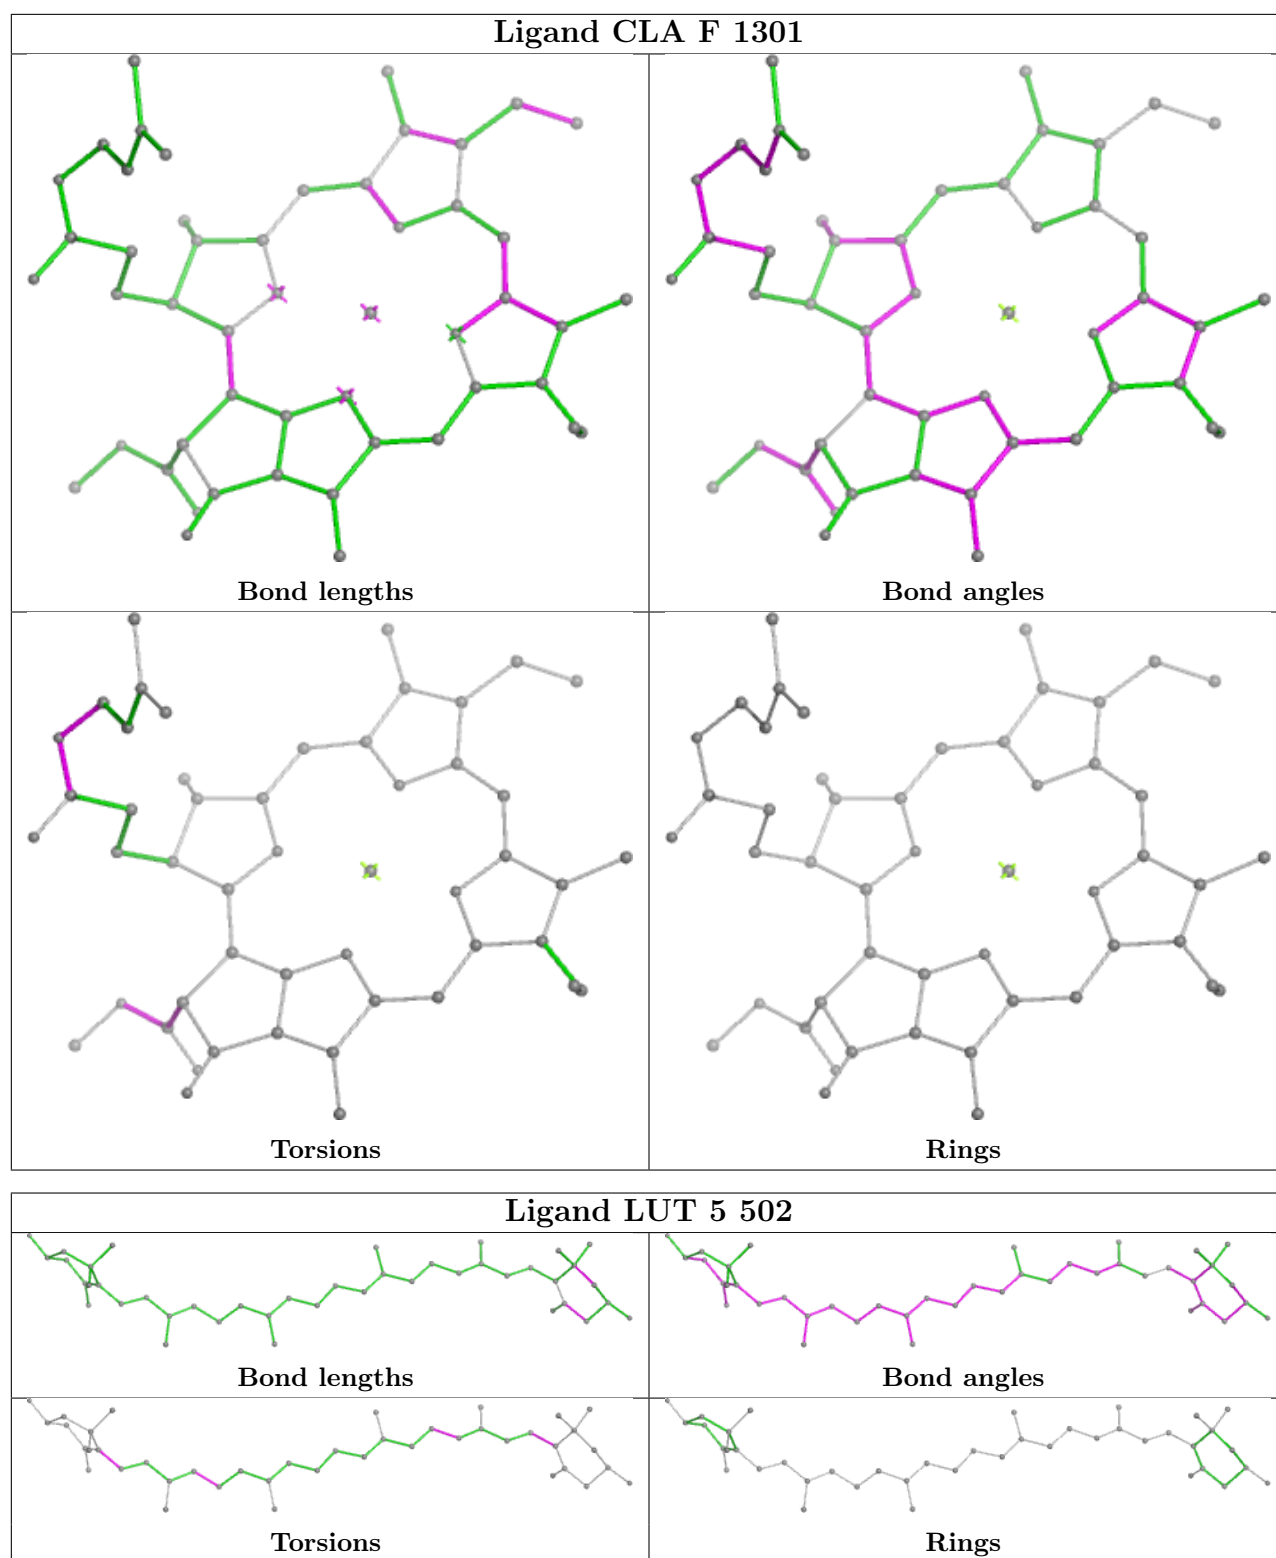 Ligand CLA F 1301
Bond lengths
Bond angles
Torsions
Rings
Ligand LUT 5 502
Bond lengths
Bond angles
Torsions
Rings